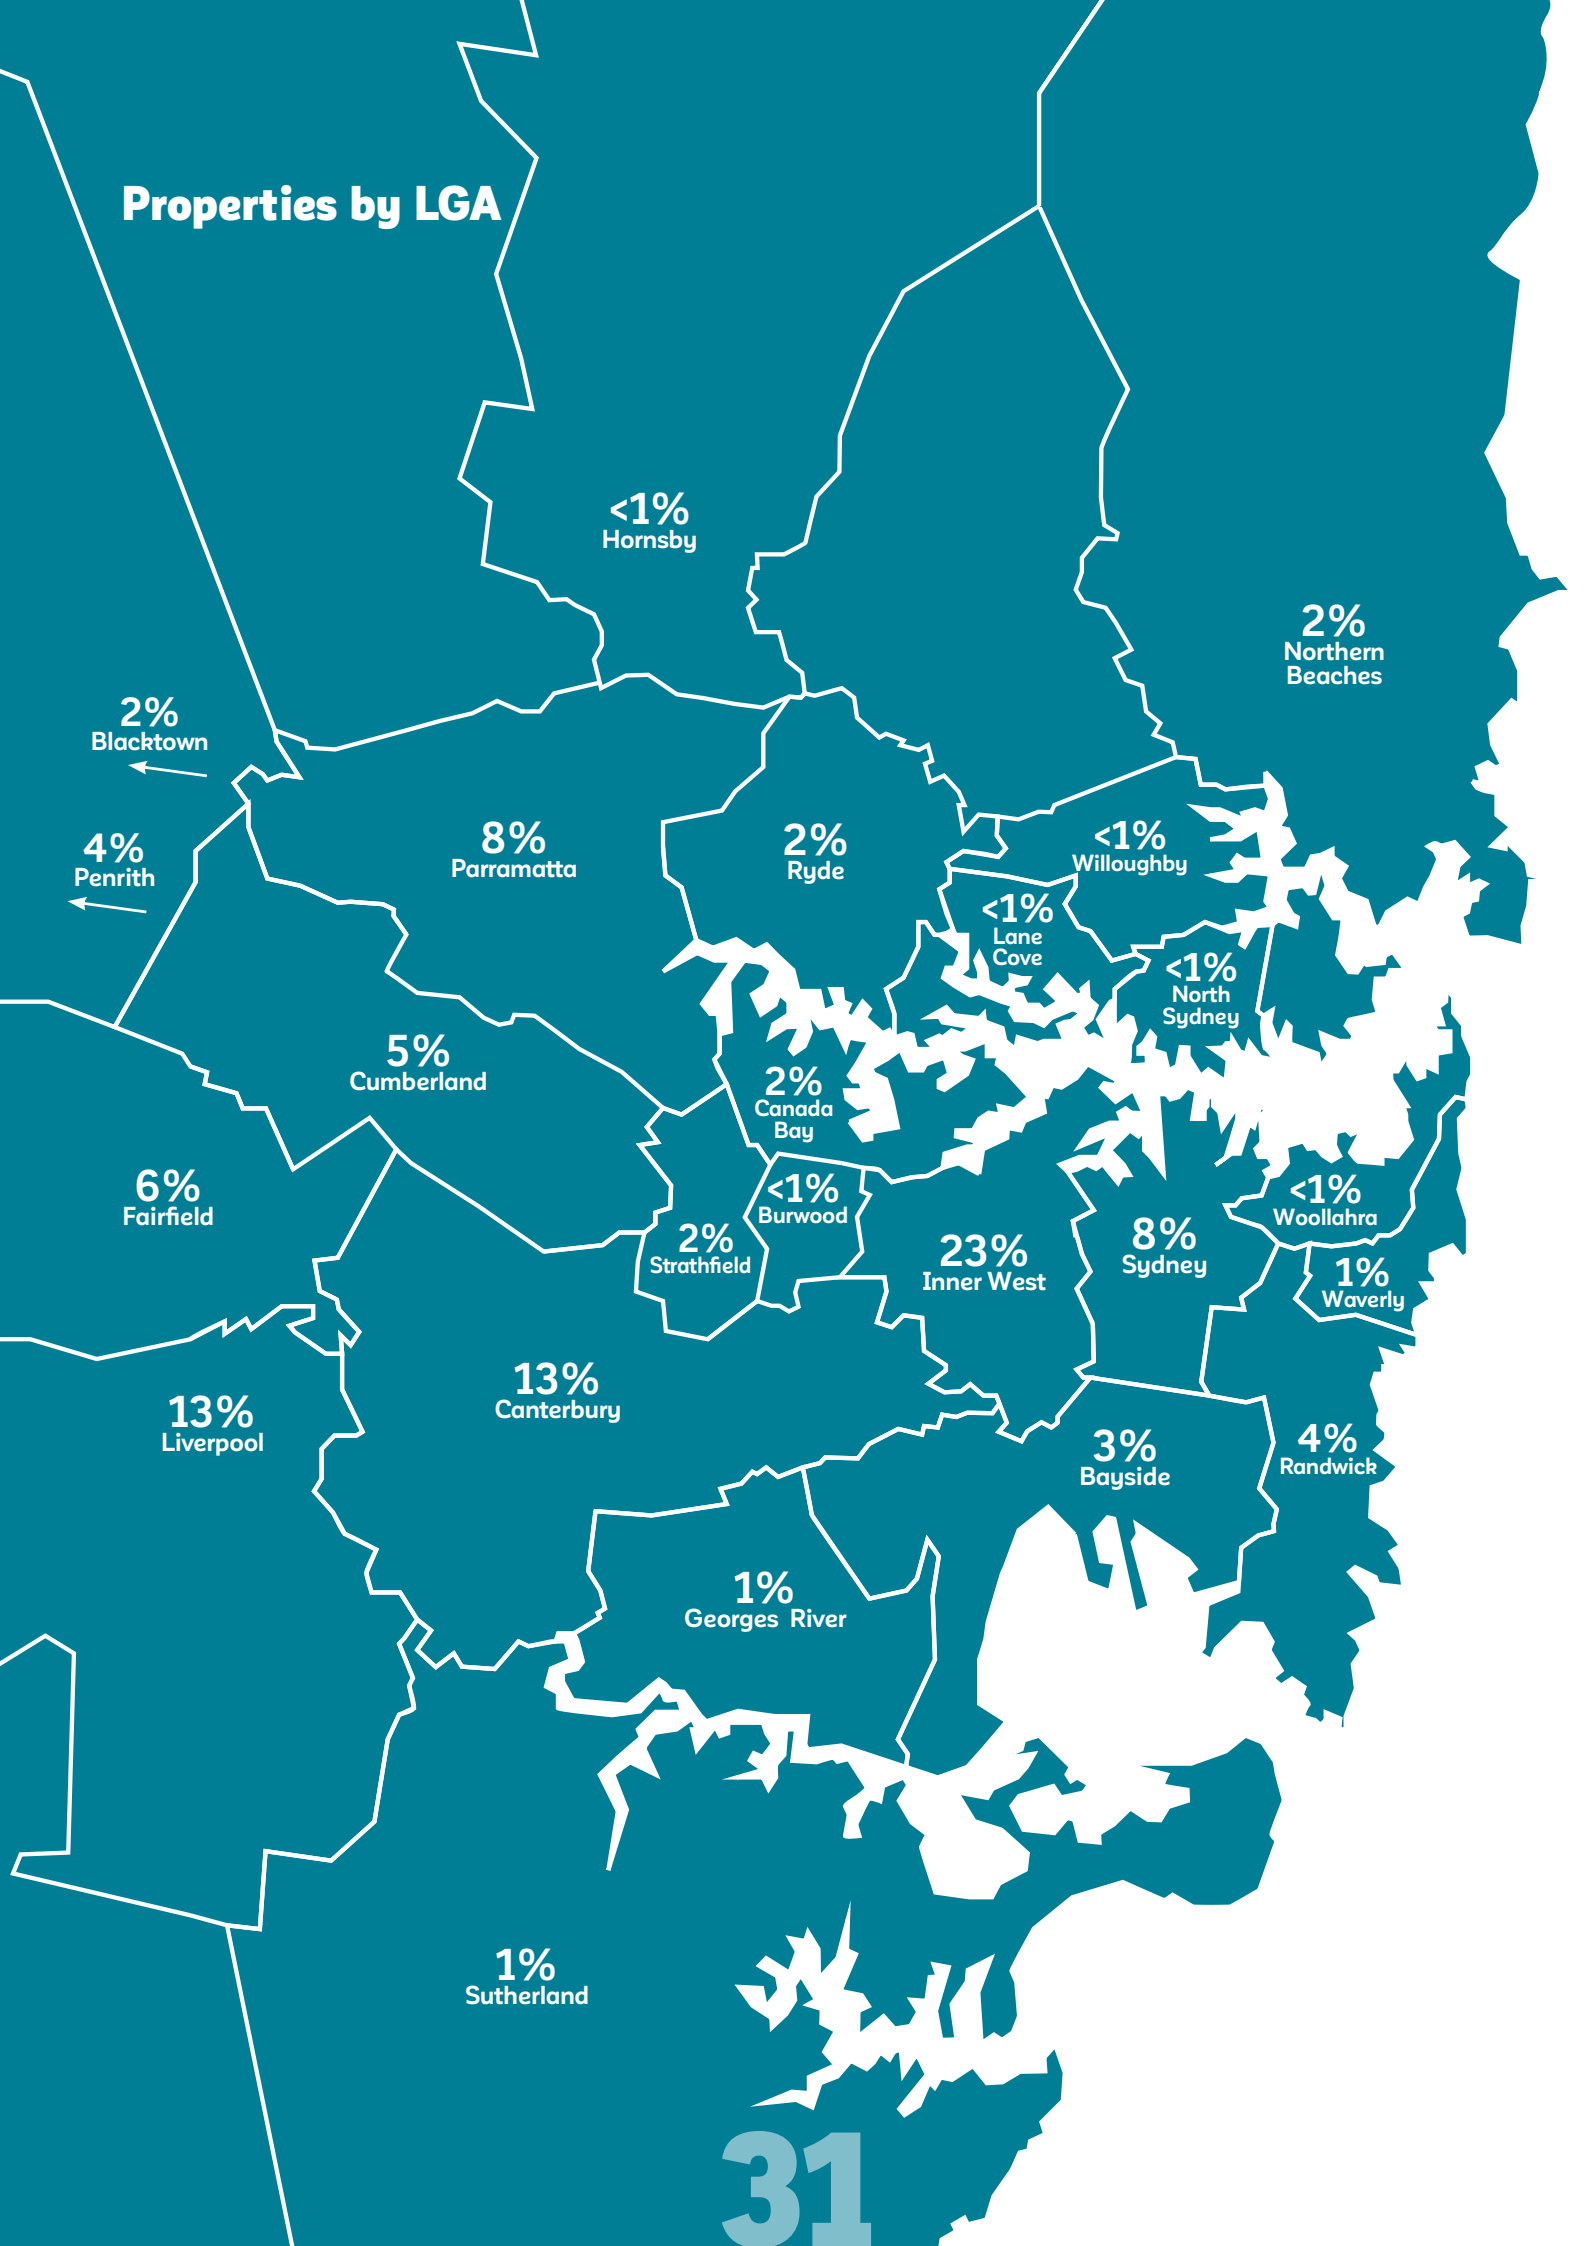 Properties by LGA
<1%
Hornsby
2%
Northern
Beaches
2%
Blacktown
4%
Penrith
8%
Parramatta
2%
Ryde
<1%
Willoughby
<1%
Lane
Cove
<1%
North
Sydney
5%
Cumberland
2%
Canada
Bay
6%
Fairfield
2%
Strathfield
<1%
Burwood
23%
Inner West
8%
Sydney
<1%
Woollahra
1%
Waverly
13%
Liverpool
13%
Canterbury
3%
Bayside
4%
Randwick
1%
Georges River
1%
Sutherland
31